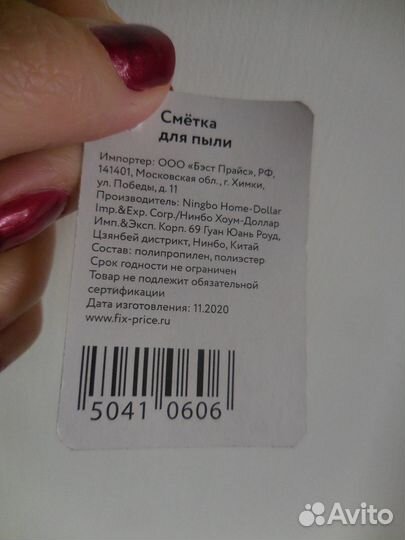 Смётка
для пыли
Импортер: ООО «Бэст Прайс», РФ,
141401, Московская обл., г. Химки,
ул. Победы, д. 11
Производитель: Ningbo Home-Dollar
Imp.&Exp. Corp./Нинбо Хоум-Доллар
Имп.&Эксп. Корп. 69 Гуан Юань Роуд,
Цзянбей дистрикт, Нинбо, Китай
Состав: полипропилен, полиэстер
Срок годности не ограничен
Товар не подлежит обязательной
сертификации
Дата изготовления: 11.2020
www.fix-price.ru
5041 0606
Avito